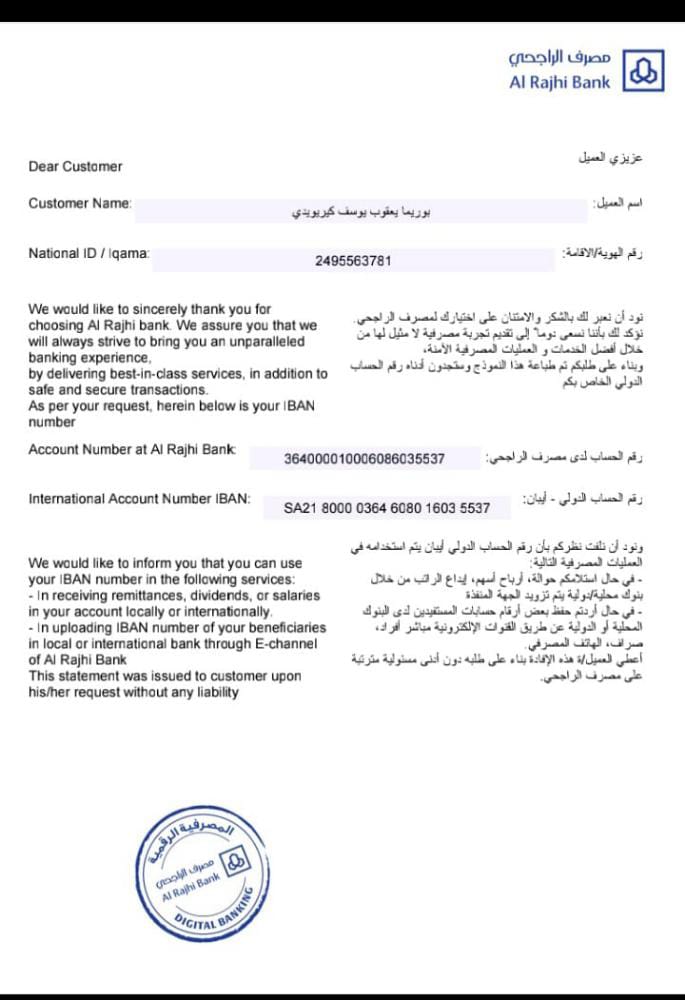 مصرف الراجحي
Al Rajhi Bank
Dear Customer
عزيزي العميل
Customer Name:
بوريما يعقوب يوسف كيريويدي
اسم العميل:
National ID / Iqama:
2495563781
رقم الهوية/الاقامة:
We would like to sincerely thank you for
choosing Al Rajhi bank. We assure you that we
will always strive to bring you an unparalleled
banking experience,
by delivering best-in-class services, in addition to
safe and secure transactions.
As per your request, herein below is your IBAN
number
نود أن نعبر لك بالشكر والامتنان على اختيارك لمصرف الراجحي.
نؤكد لك بأننا نسعى دوماً إلى تقديم تجربة مصرفية لا مثيل لها من
خلال أفضل الخدمات و العمليات المصرفية الآمنة،
وبناء على طلبكم تم طباعة هذا النموذج وستجدون أدناه رقم الحساب
الدولي الخاص بكم
Account Number at Al Rajhi Bank:
364000010006086035537
رقم الحساب لدى مصرف الراجحي:
International Account Number IBAN:
SA21 8000 0364 6080 1603 5537
رقم الحساب الدولي - أيبان:
We would like to inform you that you can use
your IBAN number in the following services:
- In receiving remittances, dividends, or salaries
in your account locally or internationally.
- In uploading IBAN number of your beneficiaries
in local or international bank through E-channel
of Al Rajhi Bank
This statement was issued to customer upon
his/her request without any liability
ونود أن نلفت نظركم بأن رقم الحساب الدولي أيبان يتم استخدامه في
العمليات المصرفية التالية:
- في حال استلامكم حوالة، أرباح أسهم، إيداع الراتب من خلال
بنوك محلية/دولية يتم تزويد الجهة المنفذة
- في حال أردتم حفظ بعض أرقام حسابات المستفيدين لدى البنوك
المحلية أو الدولية عن طريق القنوات الإلكترونية مباشر أفراد،
صراف، الهاتف المصرفي.
أعطي العميل/ة هذه الإفادة بناء على طلبه دون أدنى مسئولية مترتبة
على مصرف الراجحي.
المصرفية الرقمية
مصرف الراجحي
Al Rajhi Bank
DIGITAL BANKING